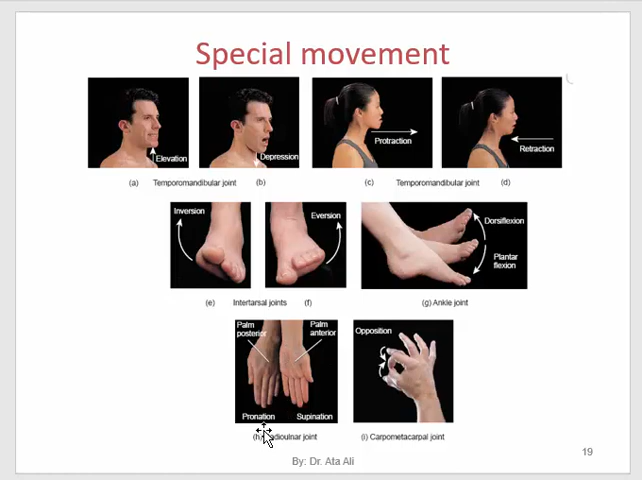 Special movement
Elevation
Depression
Protraction
Retraction
(a) Temporomandibular joint (b)
(c) Temporomandibular joint (d)
Inversion
Eversion
Dorsiflexion
Plantar
flexion
(e) Intertarsal joints (f)
(g) Ankle joint
Palm
posterior
Palm
anterior
Opposition
Pronation
Supination
(h) joint
(i) Carpometacarpal joint
By: Dr. Ata Ali
19